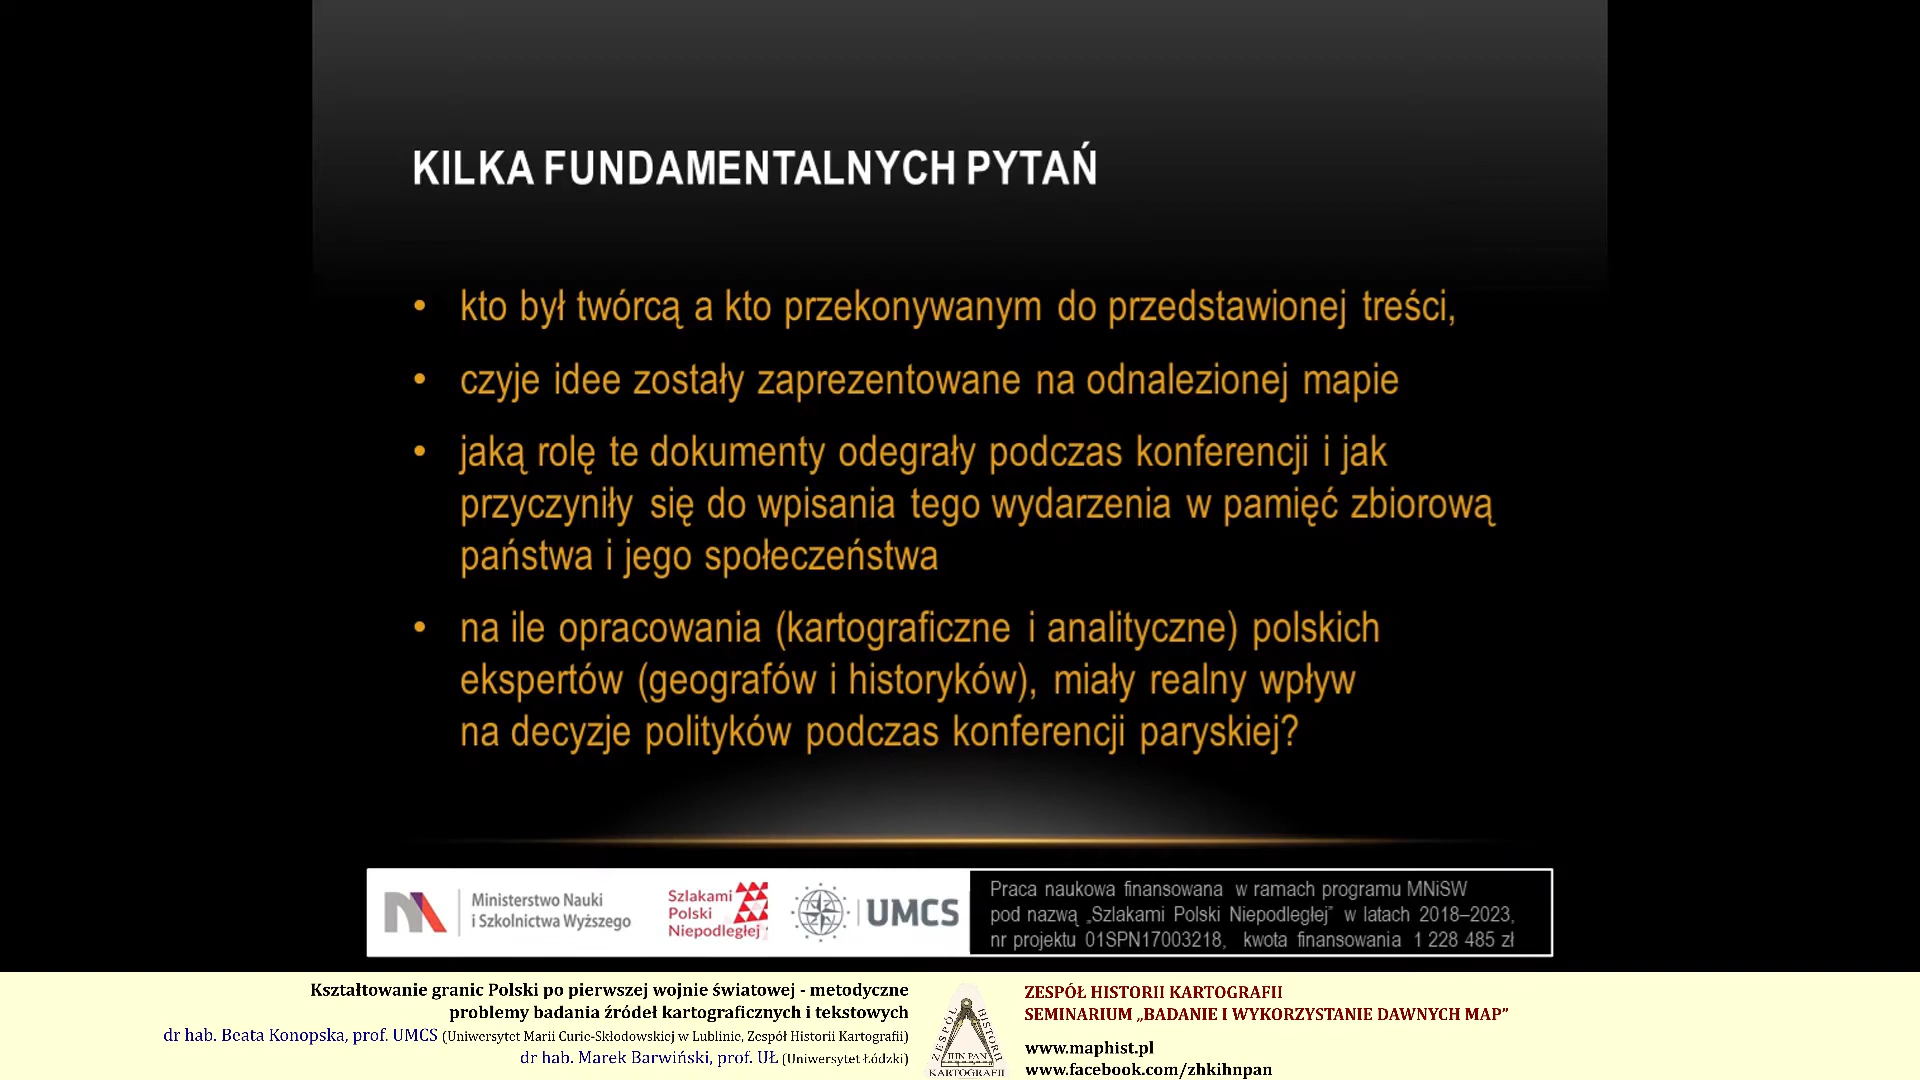 KILKA FUNDAMENTALNYCH PYTAŃ
• kto był twórcą a kto przekonywanym do przedstawionej treści,
• czyje idee zostały zaprezentowane na odnalezionej mapie
• jaką rolę te dokumenty odegrały podczas konferencji i jak
przyczyniły się do wpisania tego wydarzenia w pamięć zbiorową
państwa i jego społeczeństwa
• na ile opracowania (kartograficzne i analityczne) polskich
ekspertów (geografów i historyków), miały realny wpływ
na decyzje polityków podczas konferencji paryskiej?
Ministerstwo Nauki
i Szkolnictwa Wyższego
Szlakami
Polski
Niepodległej
UMCS
Praca naukowa finansowana w ramach programu MNiSW
pod nazwą „Szlakami Polski Niepodległej” w latach 2018–2023,
nr projektu 01SPN17003218, kwota finansowania 1 228 485 zł
Kształtowanie granic Polski po pierwszej wojnie światowej - metodyczne
problemy badania źródeł kartograficznych i tekstowych
dr hab. Beata Konopska, prof. UMCS (Uniwersytet Marii Curie-Skłodowskiej w Lublinie, Zespół Historii Kartografii)
dr hab. Marek Barwiński, prof. UŁ (Uniwersytet Łódzki)
ZESPÓŁ HISTORII
IHN PAN
KARTOGRAFII
ZESPÓŁ HISTORII KARTOGRAFII
SEMINARIUM „BADANIE I WYKORZYSTANIE DAWNYCH MAP”
www.maphist.pl
www.facebook.com/zhkihnpan